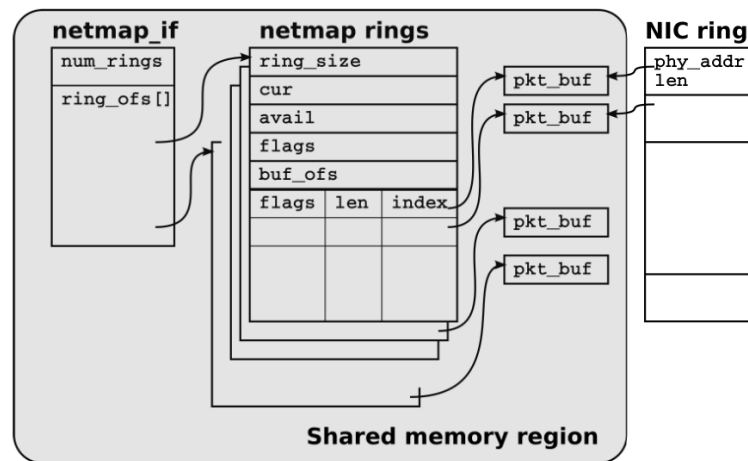 netmap_if
num_rings
ring_ofs[]
netmap rings
ring_size
cur
avail
flags
buf_ofs
flags len index
pkt_buf
pkt_buf
pkt_buf
pkt_buf
NIC ring
phy_addr
len
Shared memory region